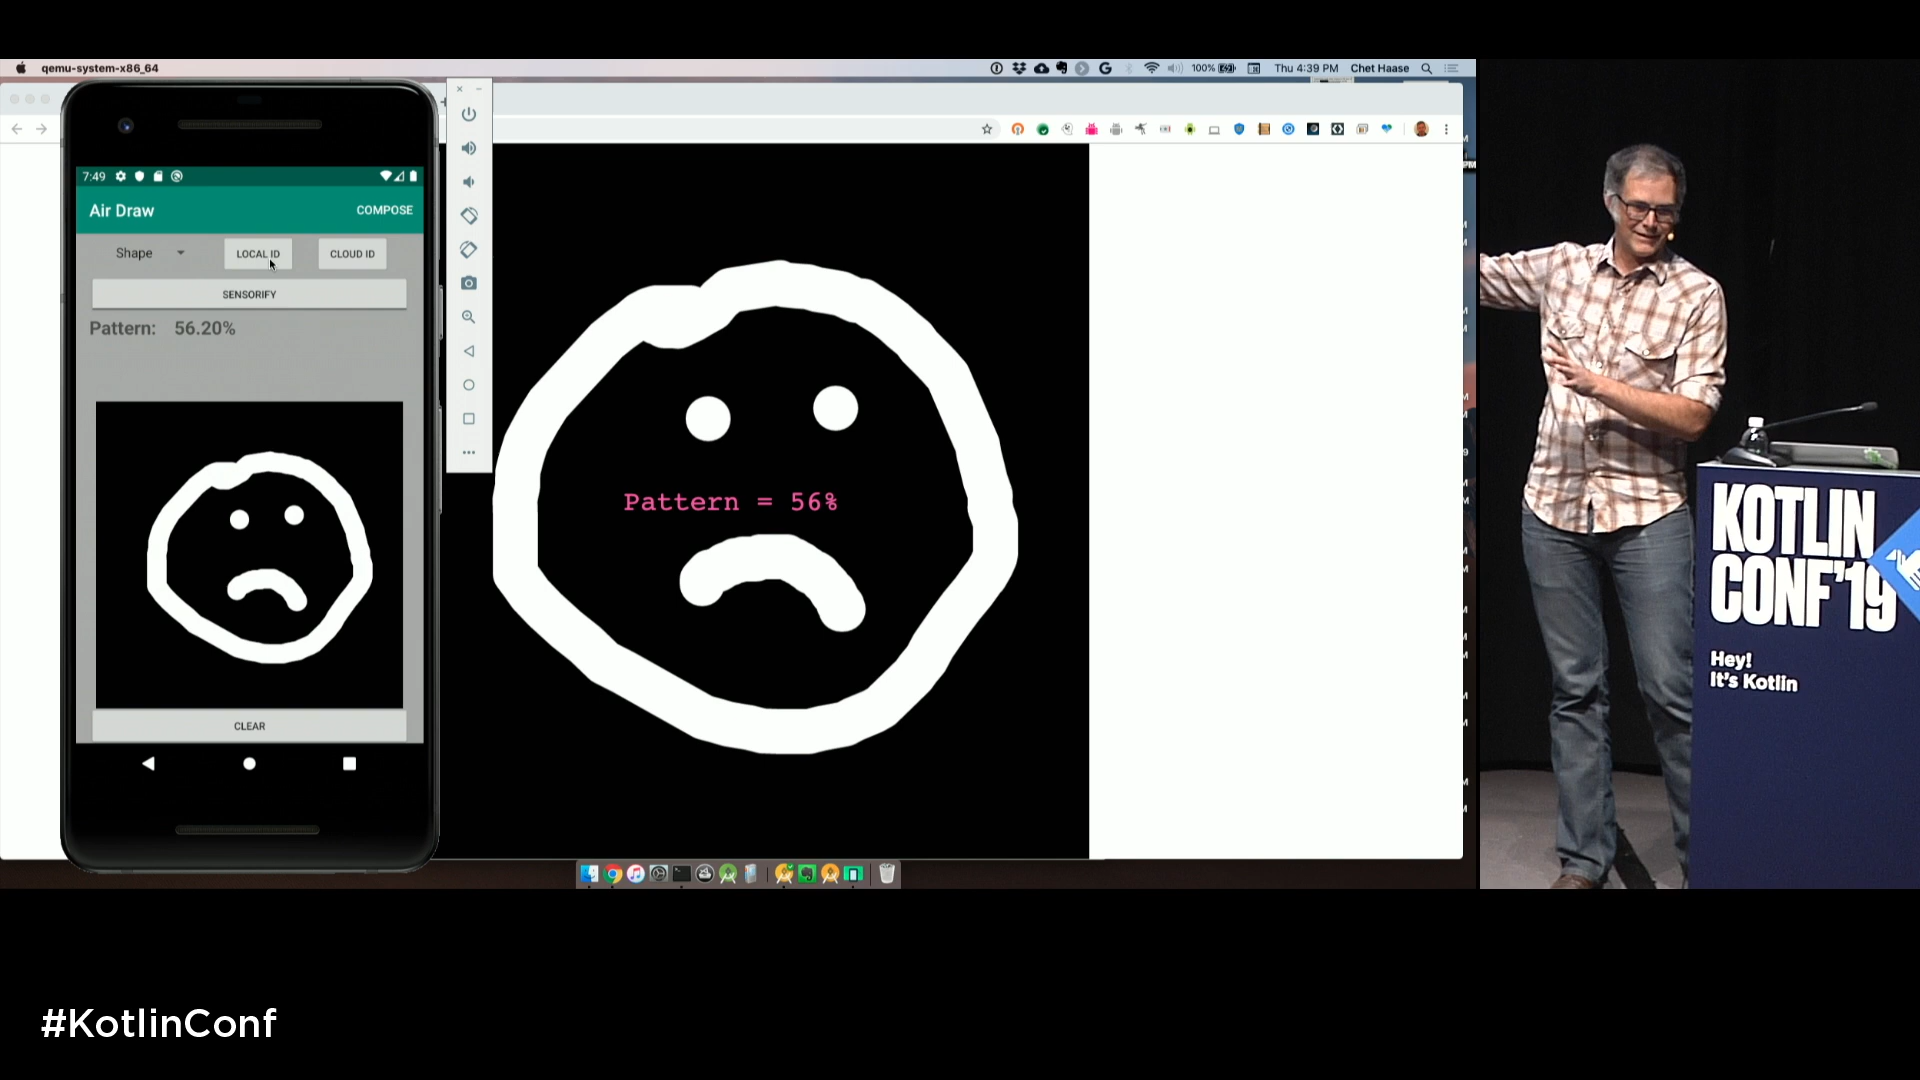 qemu-system-x86_64
100%
Thu 4:39 PM
Chet Haase
7:49
Air Draw
COMPOSE
Shape
LOCAL ID
CLOUD ID
SENSORIFY
Pattern: 56.20%
CLEAR
Pattern = 56%
KOTLIN
CONF'19
Hey!
It's Kotlin
#KotlinConf